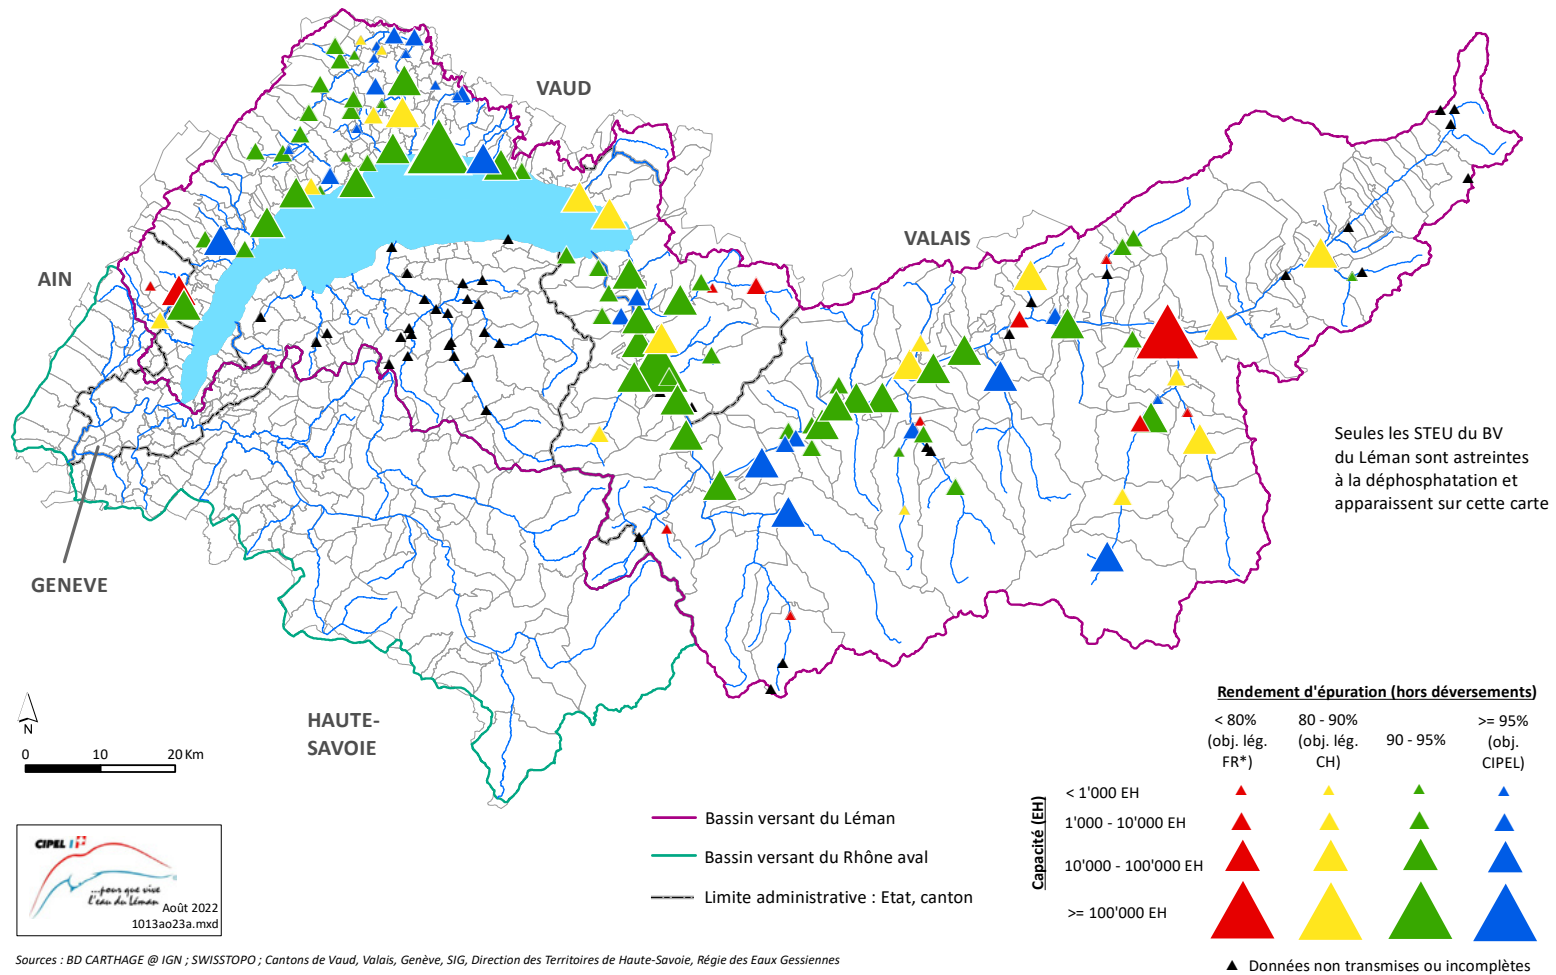 VAUD
AIN
VALAIS
GENEVE
HAUTE-
SAVOIE
Seules les STEU du BV
du Léman sont astreintes
à la déphosphatation et
apparaissent sur cette carte
N
0 10 20 Km
CIPEL
...pour que vive
l'eau du Léman
Août 2022
1013ao23a.mxd
Bassin versant du Léman
Bassin versant du Rhône aval
Limite administrative : Etat, canton
Rendement d'épuration (hors déversements)
< 80% 80 - 90% 90 - 95% >= 95%
(obj. lég. (obj. lég. (obj.
FR*) CH) CIPEL)
Capacité (EH)
< 1'000 EH
1'000 - 10'000 EH
10'000 - 100'000 EH
>= 100'000 EH
Données non transmises ou incomplètes
Sources : BD CARTHAGE @ IGN ; SWISSTOPO ; Cantons de Vaud, Valais, Genève, SIG, Direction des Territoires de Haute-Savoie, Régie des Eaux Gessiennes